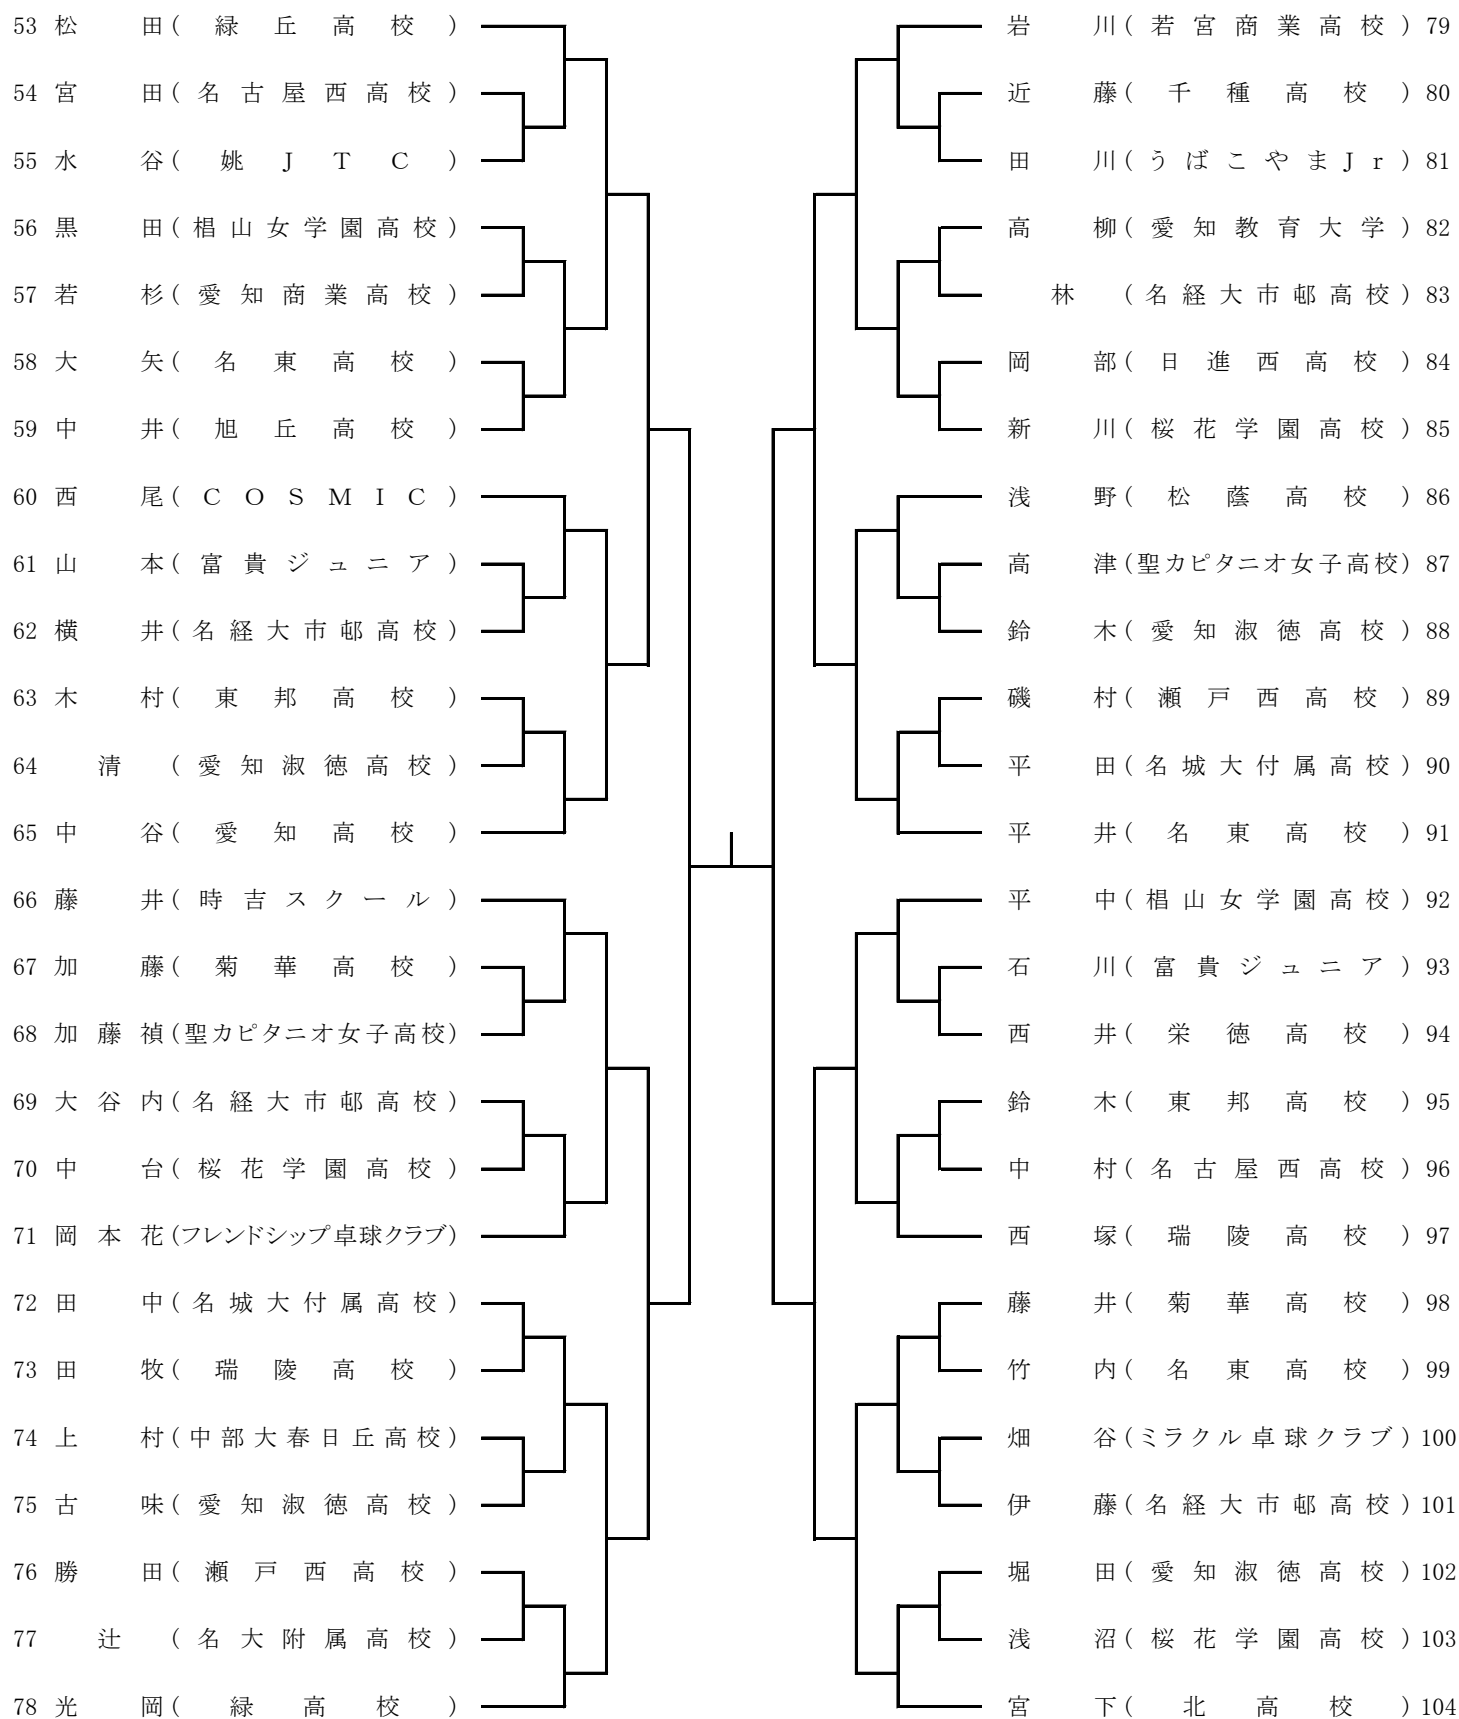 53 松田(緑丘高校)
54 宮田(名古屋西高校)
55 水谷(姚JTC)
56 黒田(椙山女学園高校)
57 若杉(愛知商業高校)
58 大矢(名東高校)
59 中井(旭丘高校)
60 西尾(COSMIC)
61 山本(富貴ジュニア)
62 横井(名経大市邨高校)
63 木村(東邦高校)
64 清(愛知淑徳高校)
65 中谷(愛知高校)
66 藤井(時吉スクール)
67 加藤(菊華高校)
68 加藤禎(聖カピタニオ女子高校)
69 大谷内(名経大市邨高校)
70 中台(桜花学園高校)
71 岡本花(フレンドシップ卓球クラブ)
72 田中(名城大付属高校)
73 田牧(瑞陵高校)
74 上村(中部大春日丘高校)
75 古味(愛知淑徳高校)
76 勝田(瀬戸西高校)
77 辻(名大附属高校)
78 光岡(緑高校)
岩川(若宮商業高校) 79
近藤(千種高校) 80
田川(うばこやまJr) 81
高柳(愛知教育大学) 82
林(名経大市邨高校) 83
岡部(日進西高校) 84
新川(桜花学園高校) 85
浅野(松蔭高校) 86
高津(聖カピタニオ女子高校) 87
鈴木(愛知淑徳高校) 88
磯村(瀬戸西高校) 89
平田(名城大付属高校) 90
平井(名東高校) 91
平中(椙山女学園高校) 92
石川(富貴ジュニア) 93
西井(栄徳高校) 94
鈴木(東邦高校) 95
中村(名古屋西高校) 96
西塚(瑞陵高校) 97
藤井(菊華高校) 98
竹内(名東高校) 99
畑谷(ミラクル卓球クラブ) 100
伊藤(名経大市邨高校) 101
堀田(愛知淑徳高校) 102
浅沼(桜花学園高校) 103
宮下(北高校) 104